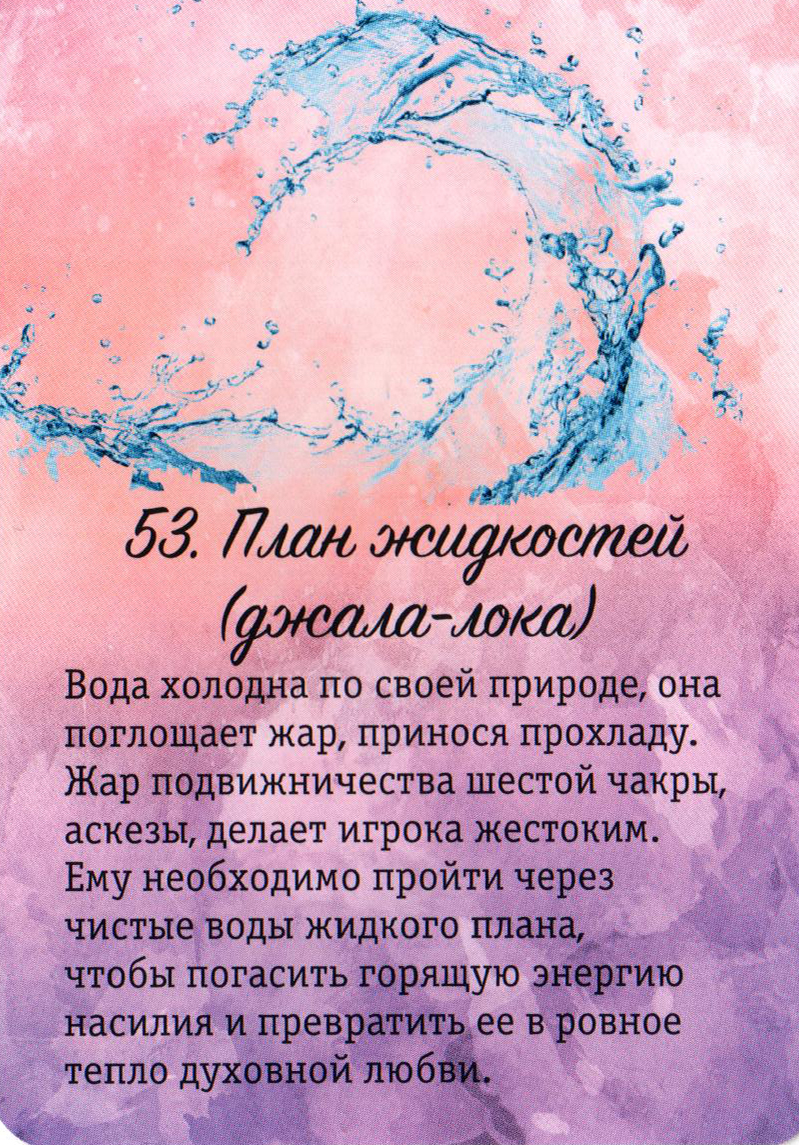 53. План жидкостей
(джала-лока)
Вода холодна по своей природе, она
поглощает жар, принося прохладу.
Жар подвижничества шестой чакры,
аскезы, делает игрока жестоким.
Ему необходимо пройти через
чистые воды жидкого плана,
чтобы погасить горящую энергию
насилия и превратить ее в ровное
тепло духовной любви.